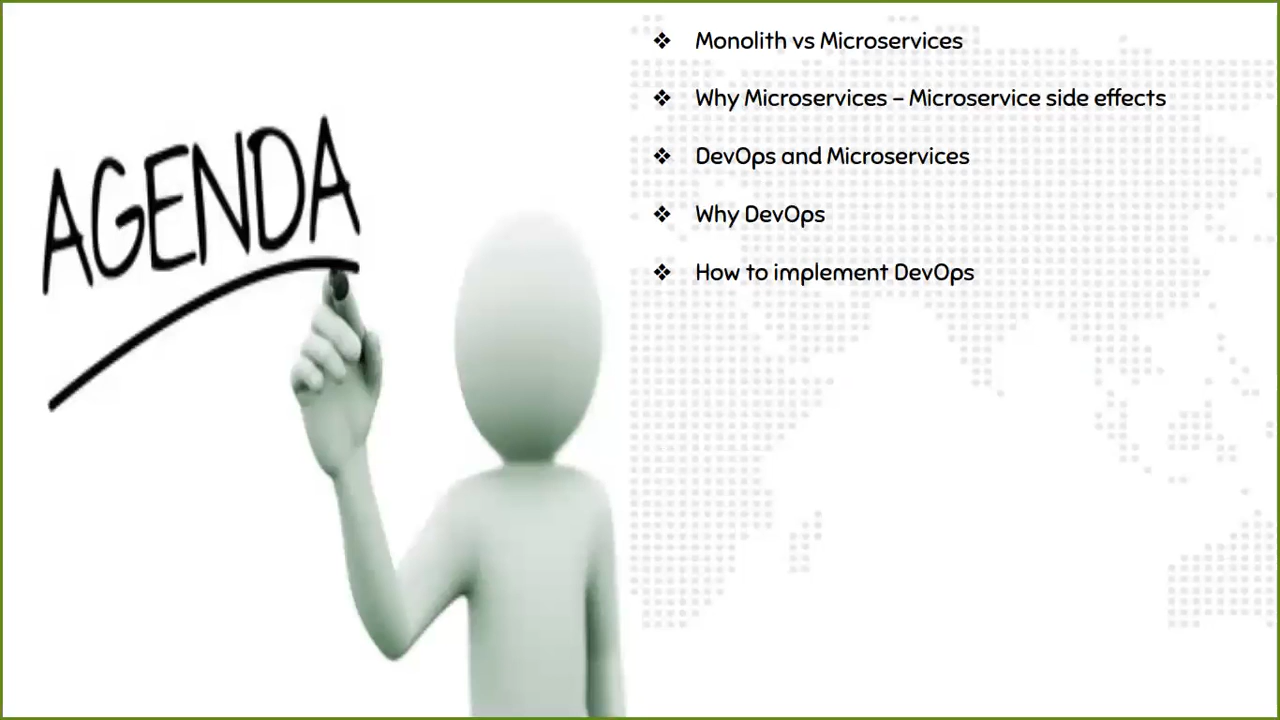 AGENDA
❖ Monolith vs Microservices
❖ Why Microservices – Microservice side effects
❖ DevOps and Microservices
❖ Why DevOps
❖ How to implement DevOps